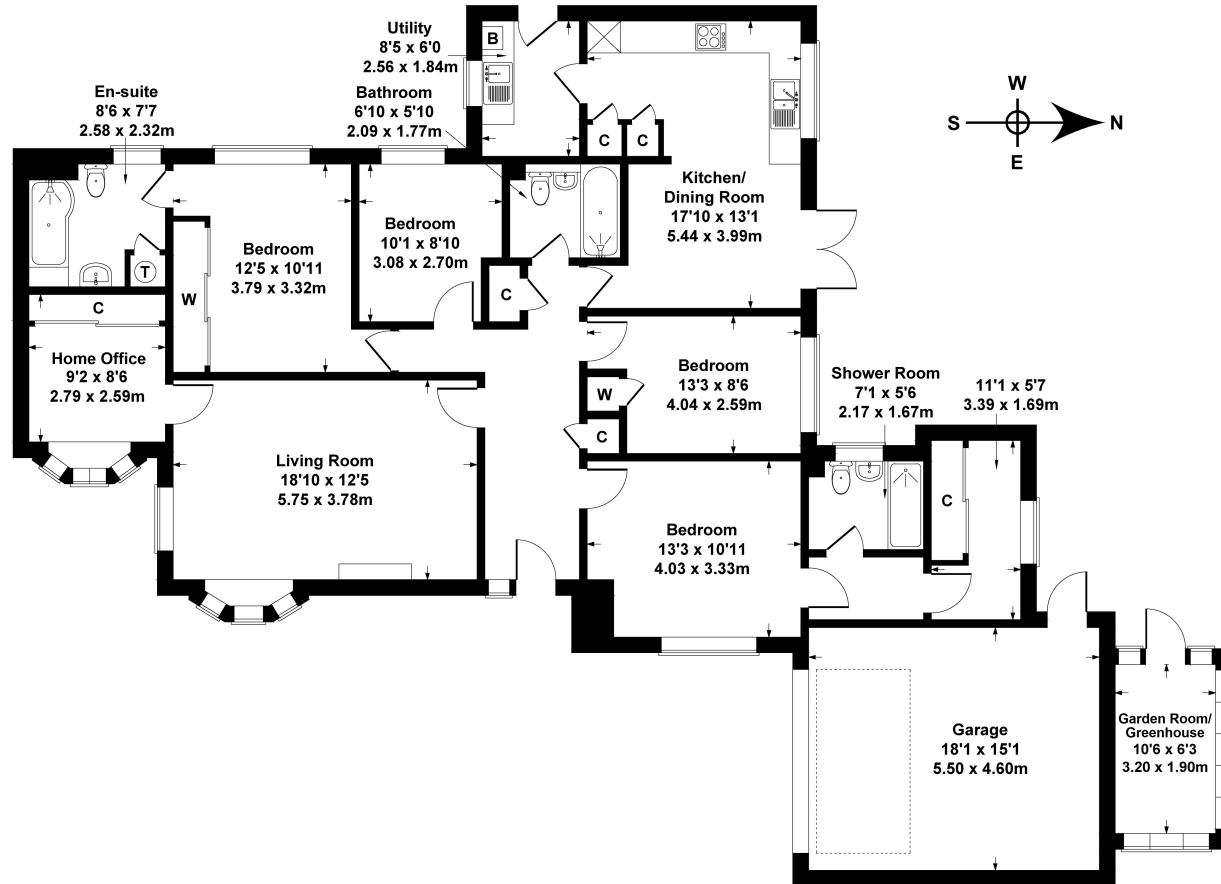 Utility
8'5 x 6'0
2.56 x 1.84m
B
En-suite
8'6 x 7'7
2.58 x 2.32m
Bathroom
6'10 x 5'10
2.09 x 1.77m
W
S
N
E
C
C
Kitchen/
Dining Room
17'10 x 13'1
5.44 x 3.99m
Bedroom
12'5 x 10'11
3.79 x 3.32m
Bedroom
10'1 x 8'10
3.08 x 2.70m
T
W
C
C
Home Office
9'2 x 8'6
2.79 x 2.59m
Bedroom
13'3 x 8'6
4.04 x 2.59m
W
C
Shower Room
7'1 x 5'6
2.17 x 1.67m
11'1 x 5'7
3.39 x 1.69m
C
Living Room
18'10 x 12'5
5.75 x 3.78m
Bedroom
13'3 x 10'11
4.03 x 3.33m
Garage
18'1 x 15'1
5.50 x 4.60m
Garden Room/
Greenhouse
10'6 x 6'3
3.20 x 1.90m